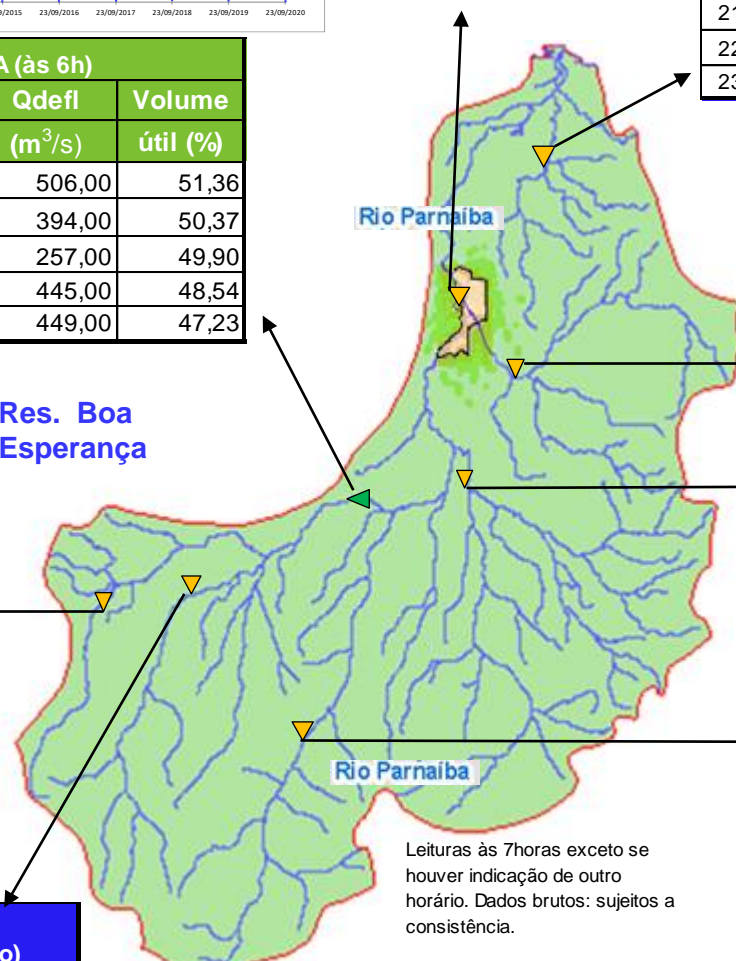 /2015 23/09/2016 23/09/2017 23/09/2018 23/09/2019 23/09/2020
21
22
23
A (às 6h)
Qdefl Volume
(m³/s) útil (%)
506,00 51,36
394,00 50,37
257,00 49,90
445,00 48,54
449,00 47,23
Rio Parnaíba
Res. Boa
Esperança
Rio Parnaíba
Leituras às 7horas exceto se
houver indicação de outro
horário. Dados brutos: sujeitos a
consistência.
o)